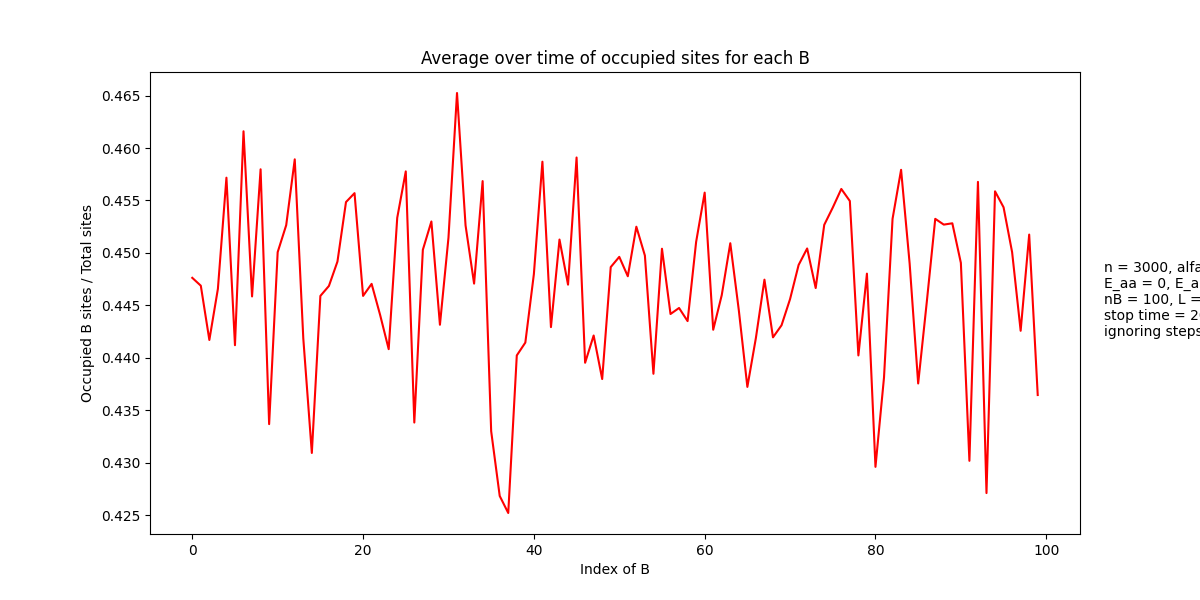 Average over time of occupied sites for each B
0.465
0.460
0.455
0.450
0.445
0.440
0.435
0.430
0.425
Occupied B sites / Total sites
0 20 40 60 80 100
Index of B
n = 3000, alfa
E_aa = 0, E_a
nB = 100, L =
stop time = 20
ignoring steps